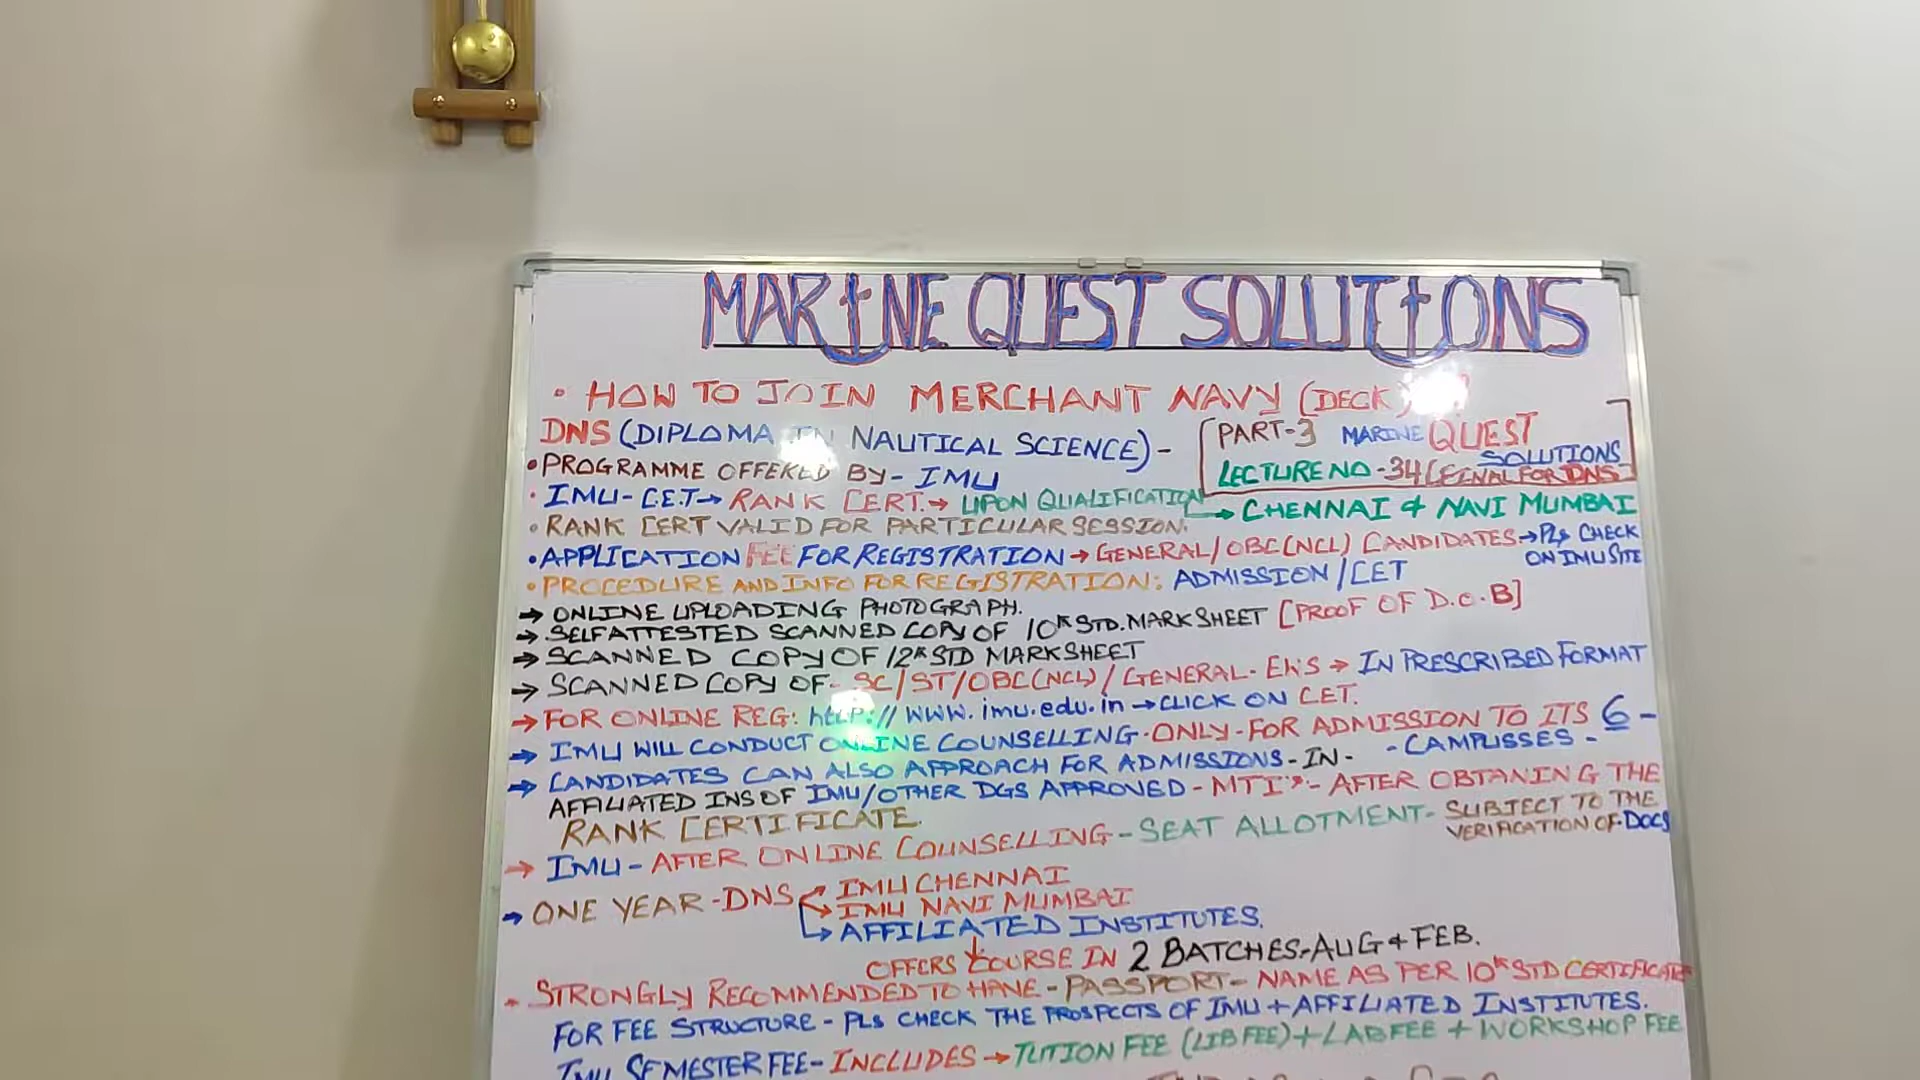 MARINE QUEST SOLUTIONS
• HOW TO JOIN MERCHANT NAVY (DECK)
DNS (DIPLOMA IN NAUTICAL SCIENCE) -
PART-3 MARINE QUEST SOLUTIONS
LECTURE NO - 34 (FINAL FOR DNS
• PROGRAMME OFFERED BY - IMU
• IMU - C.E.T → RANK CERT. → UPON QUALIFICATION
→ CHENNAI & NAVI MUMBAI
• RANK CERT VALID FOR PARTICULAR SESSION.
• APPLICATION FEE FOR REGISTRATION → GENERAL/OBC(NCL) CANDIDATES → PLS CHECK ON IMU SITE
• PROCEDURE AND INFO FOR REGISTRATION: ADMISSION / CET
→ ONLINE UPLOADING PHOTOGRAPH.
→ SELF ATTESTED SCANNED COPY OF 10th STD. MARK SHEET [PROOF OF D.O.B]
→ SCANNED COPY OF 12th STD MARKSHEET
→ SCANNED COPY OF - SC/ST/OBC(NCL)/GENERAL- EWS → IN PRESCRIBED FORMAT
→ FOR ONLINE REG: http://www.imu.edu.in → CLICK ON CET.
→ IMU WILL CONDUCT ONLINE COUNSELLING - ONLY - FOR ADMISSION TO ITS 6 -
- CAMPUSSES -
→ CANDIDATES CAN ALSO APPROACH FOR ADMISSIONS - IN -
AFFILIATED INS OF IMU/OTHER DGS APPROVED - MTI's - AFTER OBTANING THE
RANK CERTIFICATE.
→ IMU - AFTER ONLINE COUNSELLING - SEAT ALLOTMENT - SUBJECT TO THE VERIFICATION OF DOCS
→ ONE YEAR - DNS → IMU CHENNAI
→ IMU NAVI MUMBAI
→ AFFILIATED INSTITUTES.
OFFERS COURSE IN 2 BATCHES - AUG & FEB.
STRONGLY RECOMMENDED TO HAVE - PASSPORT - NAME AS PER 10th STD CERTIFICATE
FOR FEE STRUCTURE - PLS CHECK THE PROSPECTS OF IMU + AFFILIATED INSTITUTES.
IMU SEMESTER FEE - INCLUDES → TUTION FEE (LIB FEE) + LAB FEE + WORKSHOP FEE